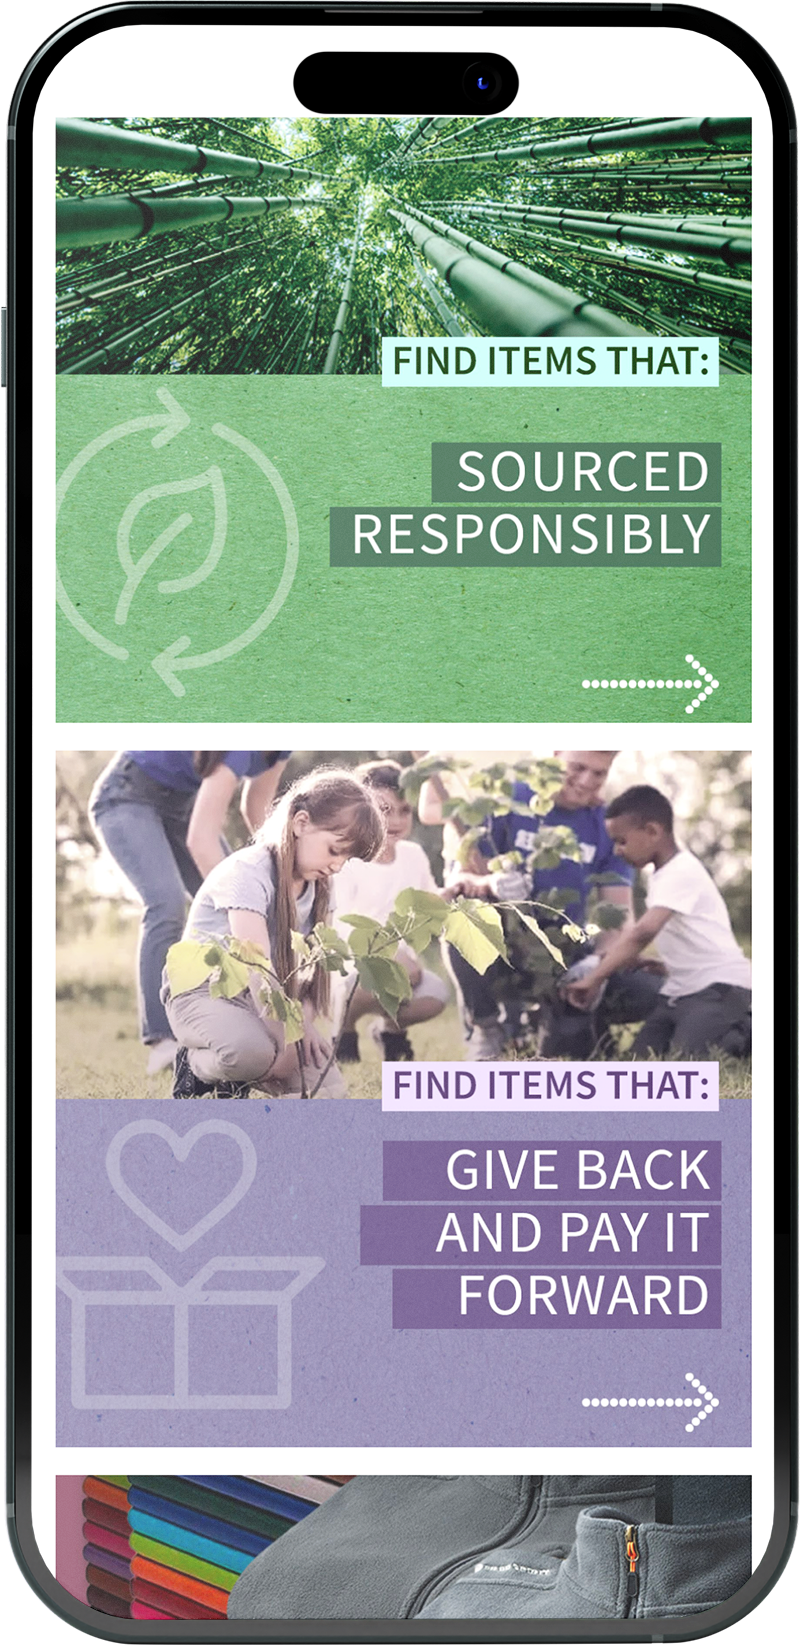 FIND ITEMS THAT:
SOURCED
RESPONSIBLY
FIND ITEMS THAT:
GIVE BACK
AND PAY IT
FORWARD